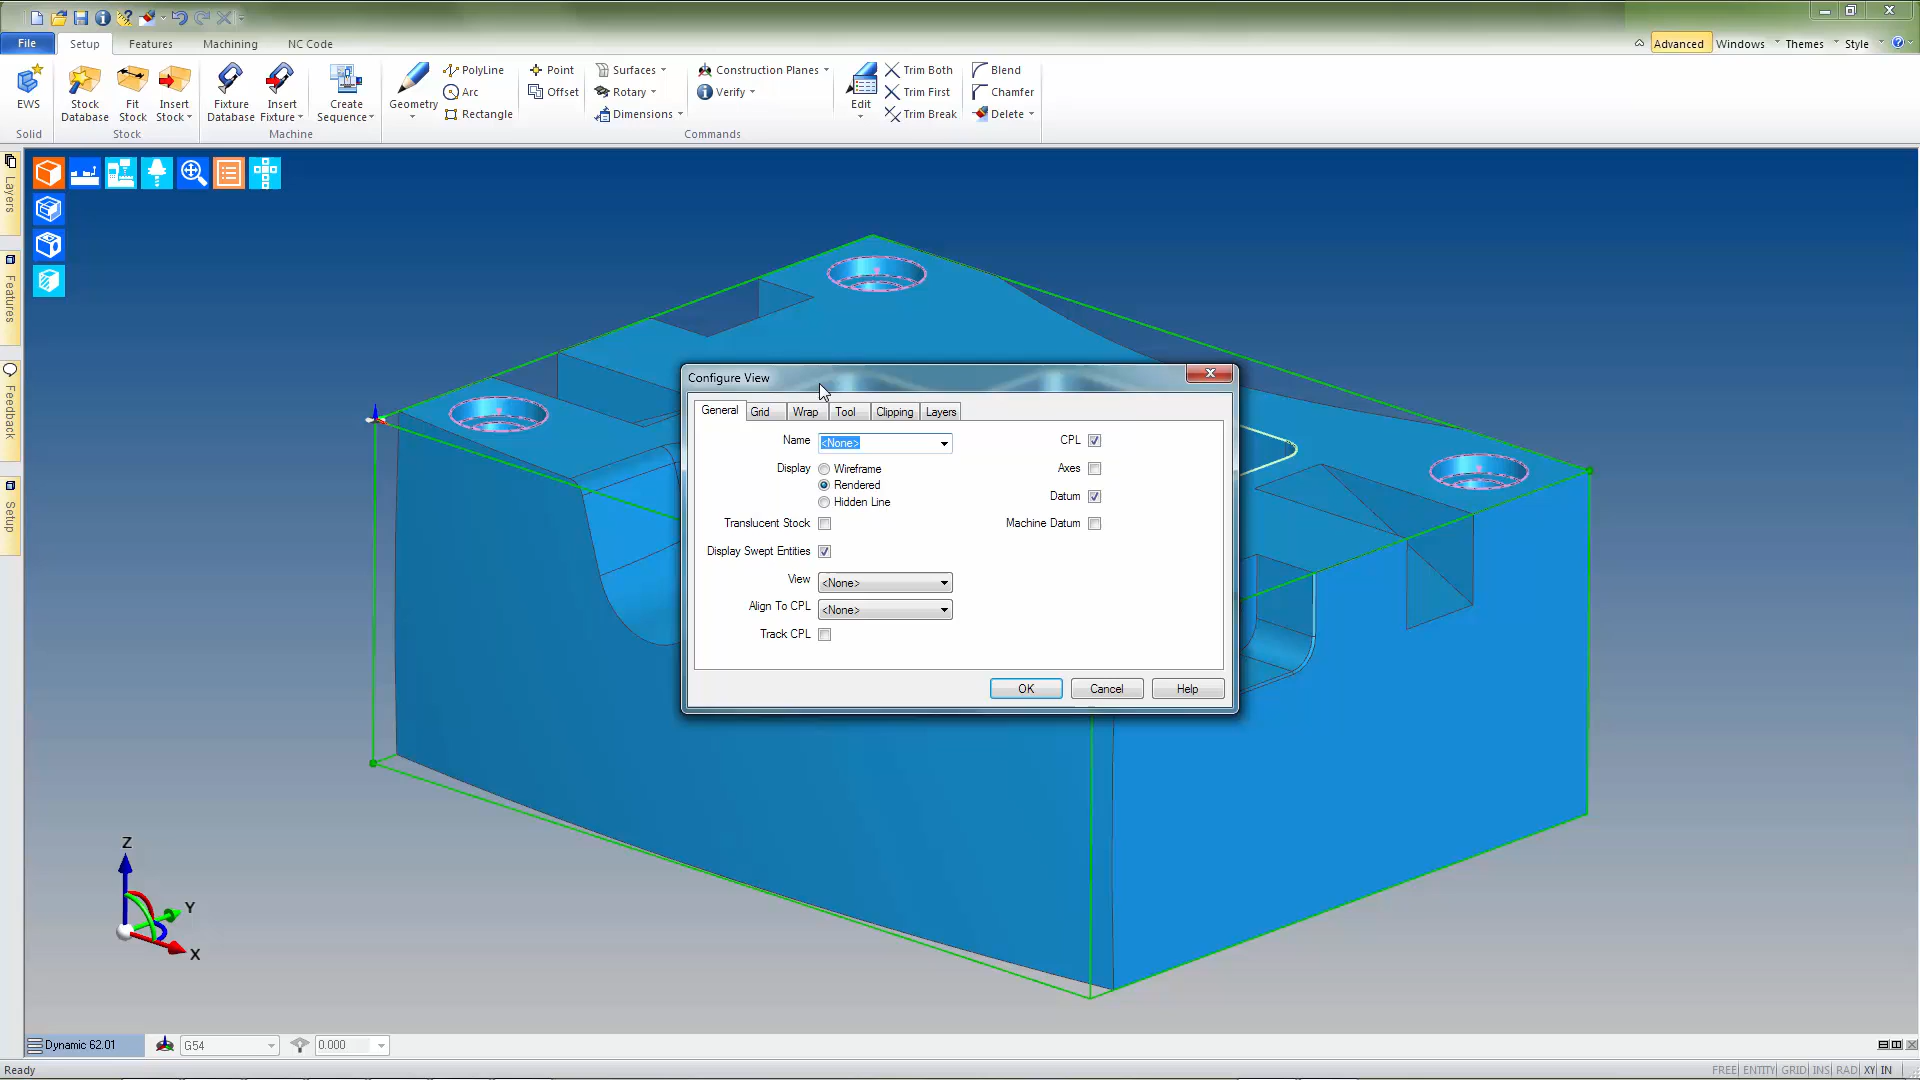 File Setup Features Machining NC Code Advanced Windows Themes Style
EWS
Solid
Stock Database
Fit Stock
Insert Stock
Stock
Fixture Database
Insert Fixture
Create Sequence
Machine
Geometry
PolyLine
Arc
Rectangle
Point
Offset
Surfaces
Rotary
Dimensions
Construction Planes
Verify
Commands
Edit
Trim Both
Trim First
Trim Break
Blend
Chamfer
Delete
Layers
Features
Feedback
Setup
Configure View
General Grid Wrap Tool Clipping Layers
Name <None>
Display Wireframe
Rendered
Hidden Line
Translucent Stock
Display Swept Entities
View <None>
Align To CPL <None>
Track CPL
CPL
Axes
Datum
Machine Datum
OK Cancel Help
Z
Y
X
Dynamic 62.01 G54 0.000
Ready FREE ENTITY GRID INS RAD XY IN